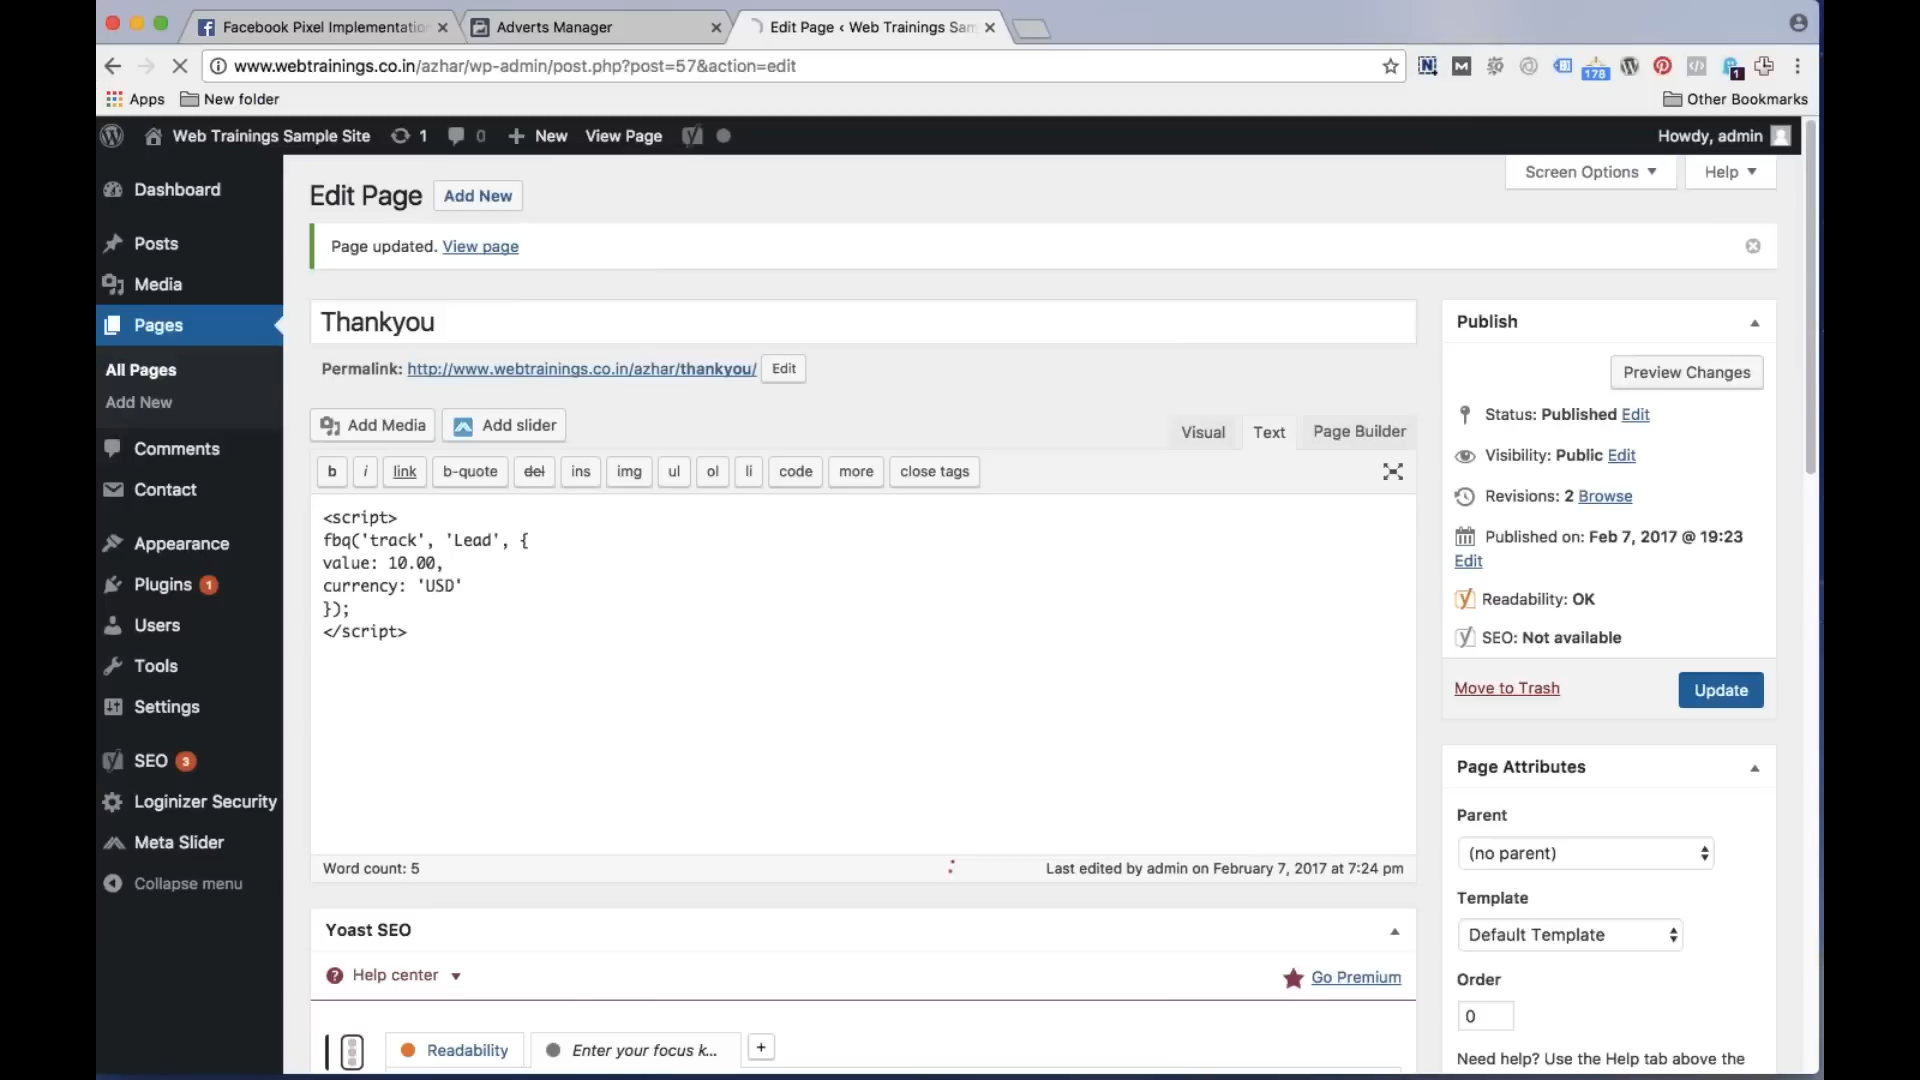 Facebook Pixel Implementation
Adverts Manager
Edit Page ‹ Web Trainings Sam
www.webtrainings.co.in/azhar/wp-admin/post.php?post=57&action=edit
178
1
Apps
New folder
Other Bookmarks
Web Trainings Sample Site
1
0
New
View Page
Howdy, admin
Dashboard
Posts
Media
Pages
All Pages
Add New
Comments
Contact
Appearance
Plugins 1
Users
Tools
Settings
SEO 3
Loginizer Security
Meta Slider
Collapse menu
Screen Options
Help
Edit Page
Add New
Page updated. View page
Thankyou
Permalink: http://www.webtrainings.co.in/azhar/thankyou/
Edit
Add Media
Add slider
Visual
Text
Page Builder
b
i
link
b-quote
del
ins
img
ul
ol
li
code
more
close tags
<script>
fbq('track', 'Lead', {
value: 10.00,
currency: 'USD'
});
</script>
Word count: 5
Last edited by admin on February 7, 2017 at 7:24 pm
Yoast SEO
Help center
Go Premium
Readability
Enter your focus k...
+
Publish
Preview Changes
Status: Published Edit
Visibility: Public Edit
Revisions: 2 Browse
Published on: Feb 7, 2017 @ 19:23
Edit
Readability: OK
SEO: Not available
Move to Trash
Update
Page Attributes
Parent
(no parent)
Template
Default Template
Order
0
Need help? Use the Help tab above the